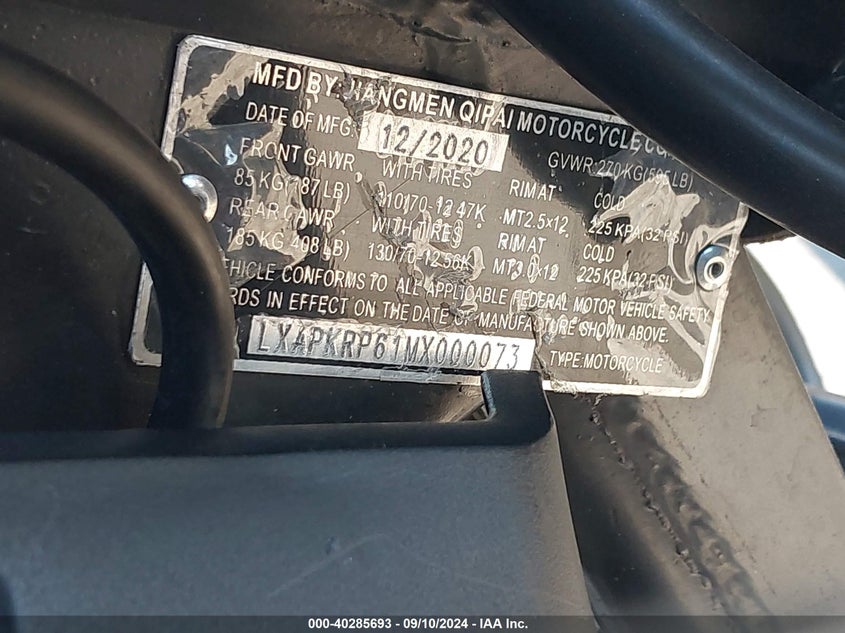 MFD BY: JIANGMEN QIPAI MOTORCYCLE CO.,
DATE OF MFG: 12/2020 GVWR:270 KG(595LB)
FRONT GAWR WITH TIRES RIM AT COLD
85 KG(187 LB) 110/70-12 47K MT2.5x12 225 KPA(32 PSI)
REAR GAWR WITH TIRES RIM AT COLD
185 KG(408 LB) 130/70-12 56K MT3.0x12 225 KPA(32 PSI)
VEHICLE CONFORMS TO ALL APPLICABLE FEDERAL MOTOR VEHICLE SAFETY
ARDS IN EFFECT ON THE DATE OF MANUFACTURE SHOWN ABOVE.
LXAPKRP61MX000073 TYPE:MOTORCYCLE
000-40285693 - 09/10/2024 - IAA Inc.